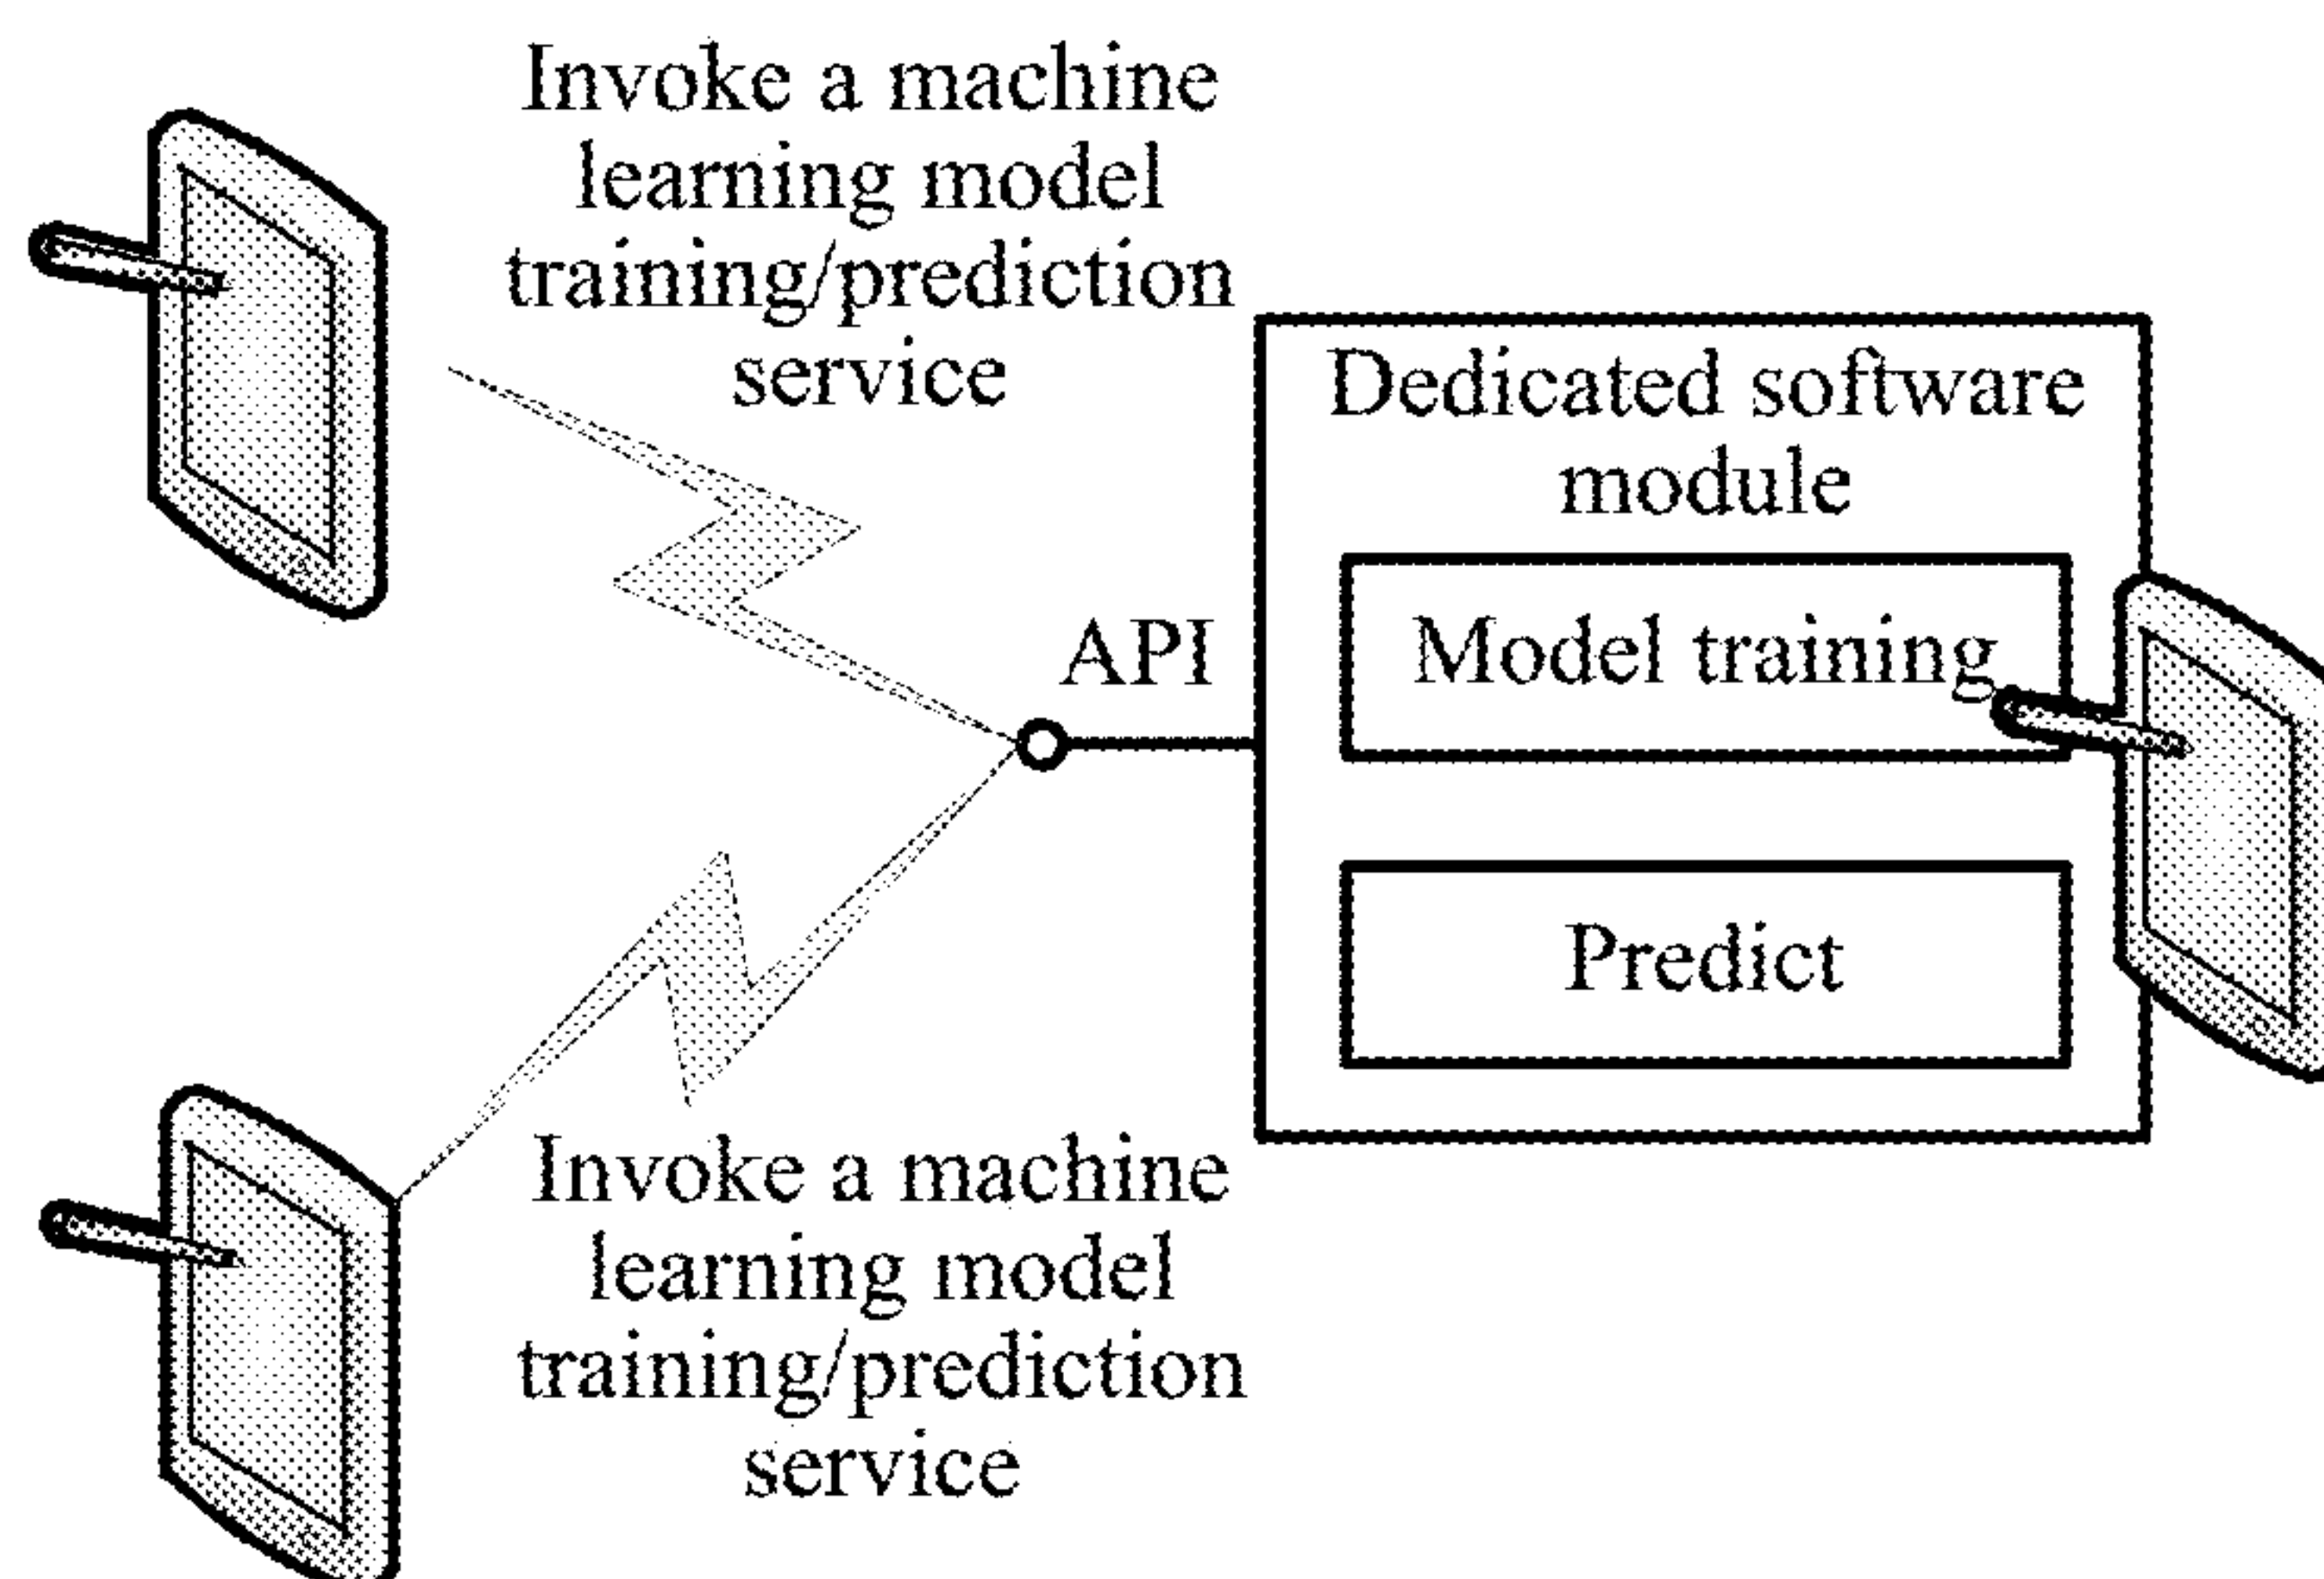 Invoke a machine
learning model
training/prediction
service
Dedicated software
module
API
Model training
Predict
Invoke a machine
learning model
training/prediction
service